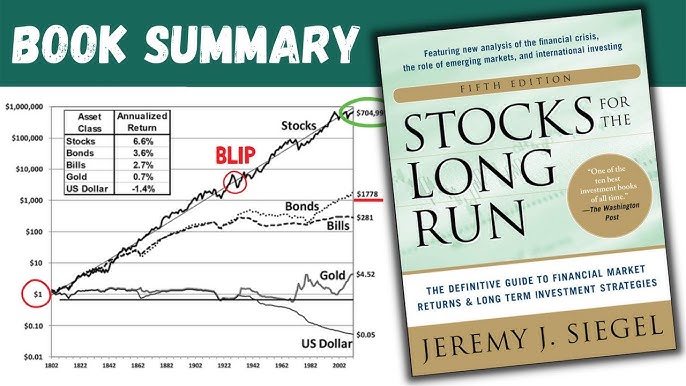 BOOK SUMMARY
$1,000,000
$100,000
$10,000
$1,000
$100
$10
$1
$0.10
$0.01
Asset Class Annualized Return
Stocks 6.6%
Bonds 3.6%
Bills 2.7%
Gold 0.7%
US Dollar -1.4%
BLIP
Stocks
$704,99
Bonds
$1778
Bills
$281
Gold
$4.52
US Dollar
$0.05
1802 1822 1842 1862 1882 1902 1922 1942 1962 1982 2002
Featuring new analysis of the financial crisis,
the role of emerging markets, and international investing
FIFTH EDITION
STOCKS FOR THE
LONG
RUN
"One of the
ten best
investment books
of all time."
—The Washington
Post
THE DEFINITIVE GUIDE TO FINANCIAL MARKET
RETURNS & LONG TERM INVESTMENT STRATEGIES
JEREMY J. SIEGEL